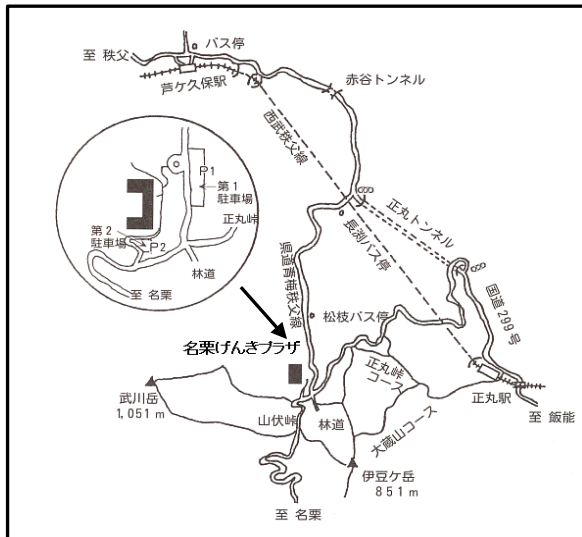 バス停
至 秩父
芦ケ久保駅
赤谷トンネル
西武秩父線
P1
第1
駐車場
正丸峠
第2
駐車場
P2
林道
至 名栗
正丸トンネル
長渕バス停
県道青梅秩父線
国道299号
松枝バス停
名栗げんきプラザ
正丸峠
コース
武川岳
1,051m
正丸駅
至 飯能
大蔵山コース
山伏峠
林道
伊豆ケ岳
851m
至 名栗